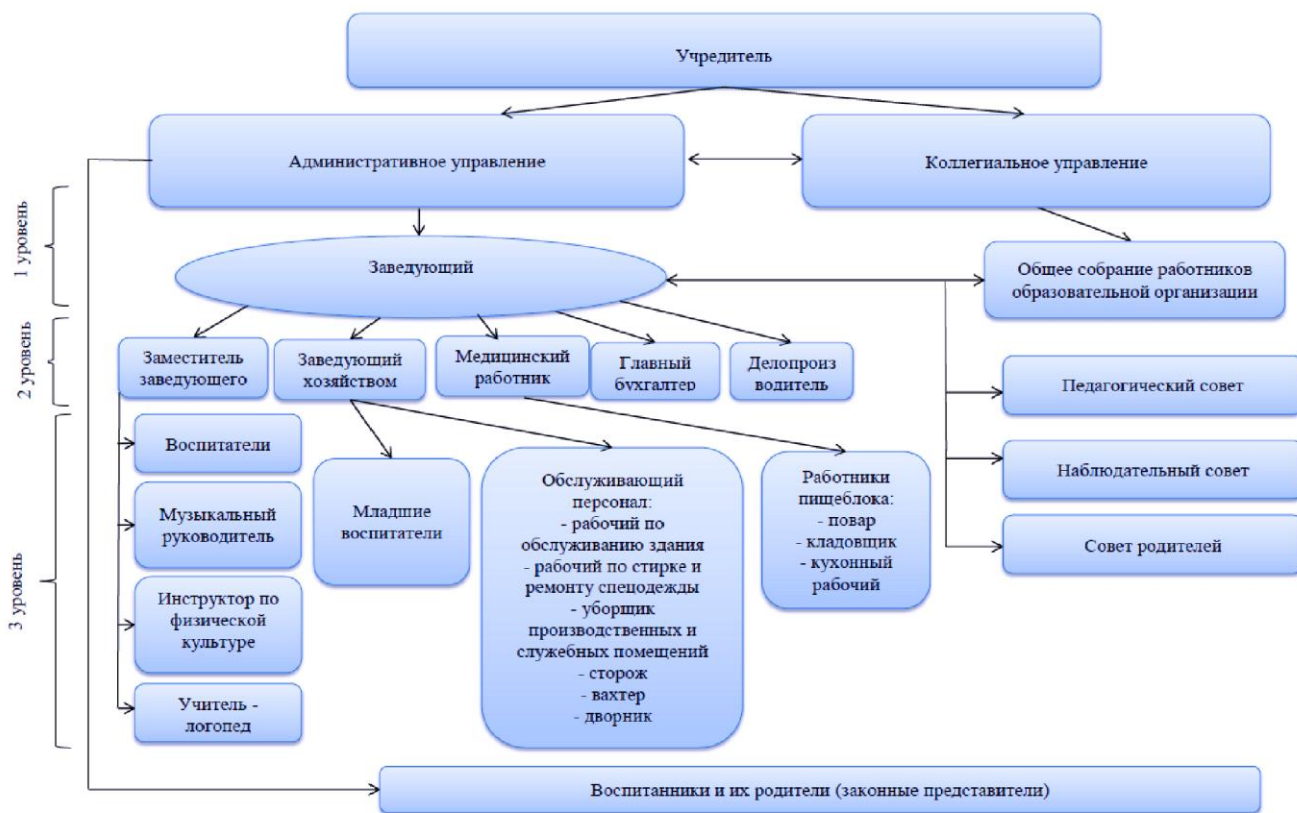 Учредитель
Административное управление
Коллегиальное управление
1 уровень
Заведующий
Общее собрание работников
образовательной организации
2 уровень
Заместитель
заведующего
Заведующий
хозяйством
Медицинский
работник
Главный
бухгалтер
Делопроиз
водитель
Педагогический совет
Наблюдательный совет
Совет родителей
3 уровень
Воспитатели
Музыкальный
руководитель
Инструктор по
физической
культуре
Учитель -
логопед
Младшие
воспитатели
Обслуживающий
персонал:
- рабочий по
обслуживанию здания
- рабочий по стирке и
ремонту спецодежды
- уборщик
производственных и
служебных помещений
- сторож
- вахтер
- дворник
Работники
пищеблока:
- повар
- кладовщик
- кухонный
рабочий
Воспитанники и их родители (законные представители)